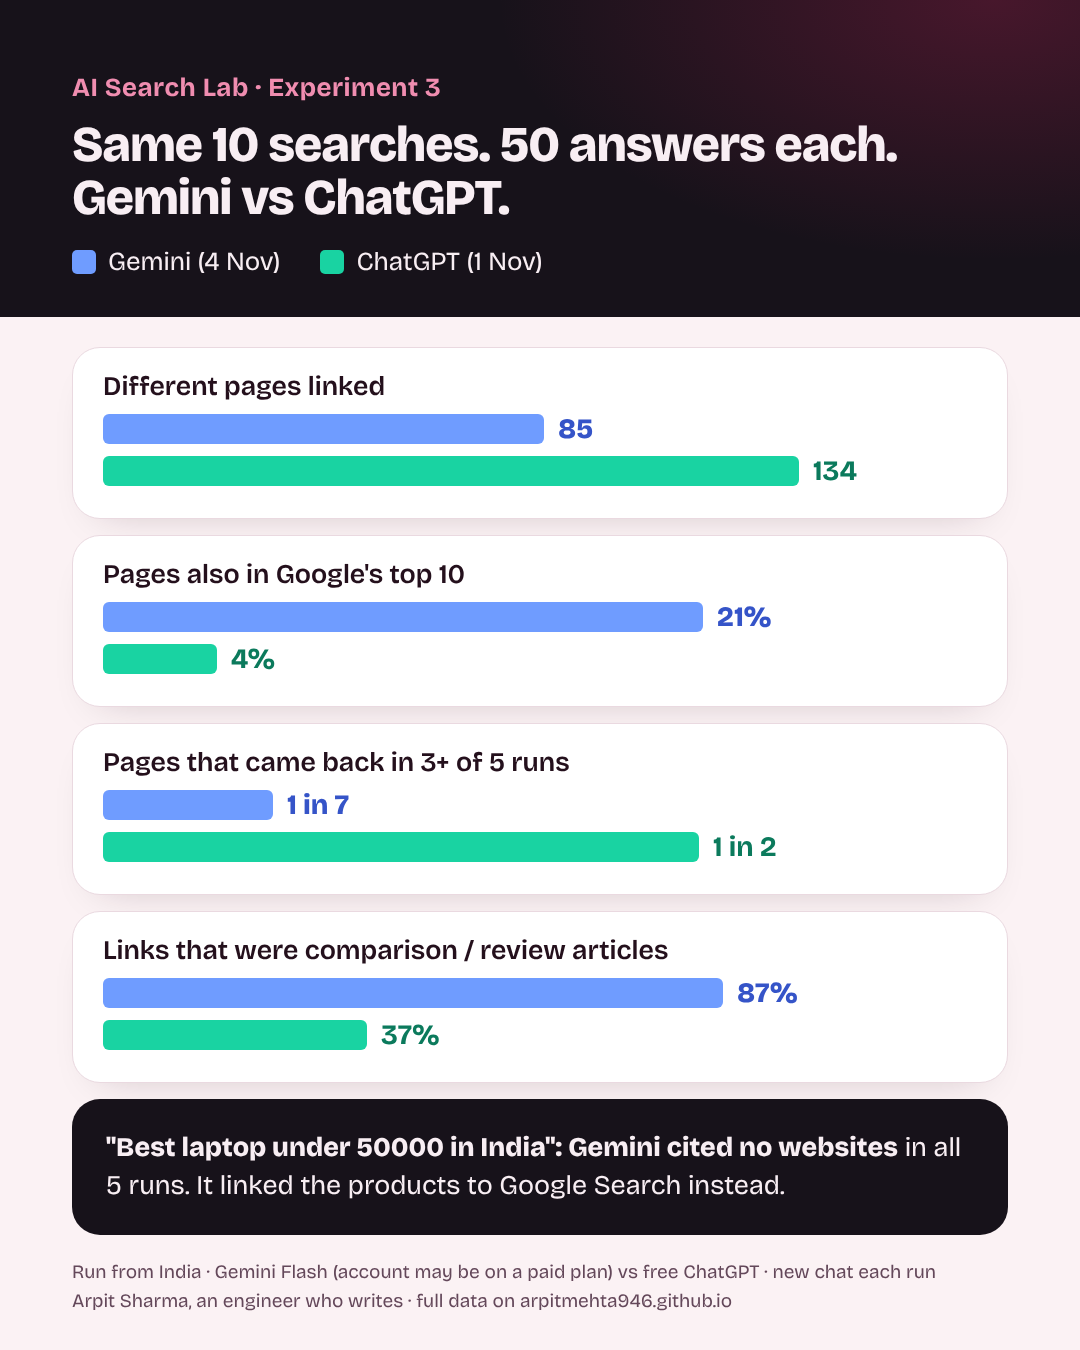 AI Search Lab · Experiment 3
Same 10 searches. 50 answers each.
Gemini vs ChatGPT.
Gemini (4 Nov) ChatGPT (1 Nov)
Different pages linked
85
134
Pages also in Google's top 10
21%
4%
Pages that came back in 3+ of 5 runs
1 in 7
1 in 2
Links that were comparison / review articles
87%
37%
"Best laptop under 50000 in India": Gemini cited no websites in all
5 runs. It linked the products to Google Search instead.
Run from India · Gemini Flash (account may be on a paid plan) vs free ChatGPT · new chat each run
Arpit Sharma, an engineer who writes · full data on arpitmehta946.github.io